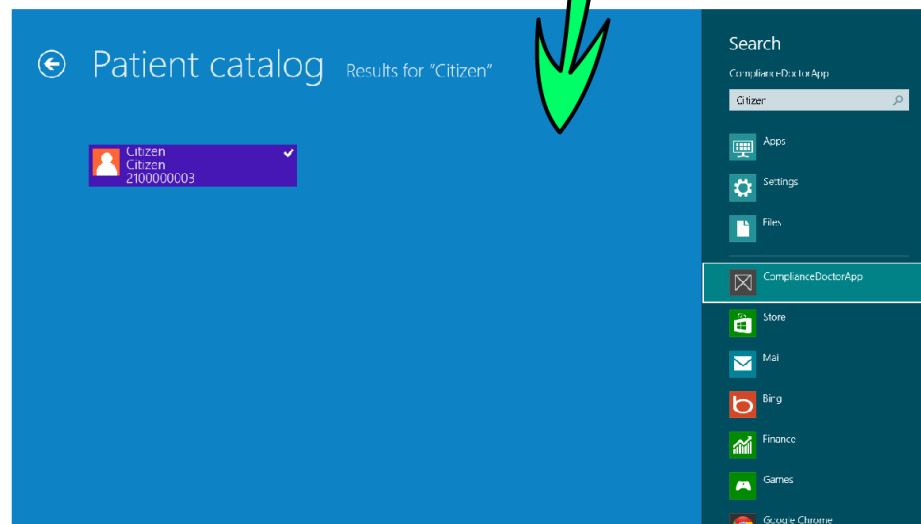 Patient catalog Results for "Citizen"
Citizen
Citizen
2100000003
Search
ComplianceDoctorApp
Citizen
Apps
Settings
Files
ComplianceDoctorApp
Store
Mail
Bing
Finance
Games
Google Chrome